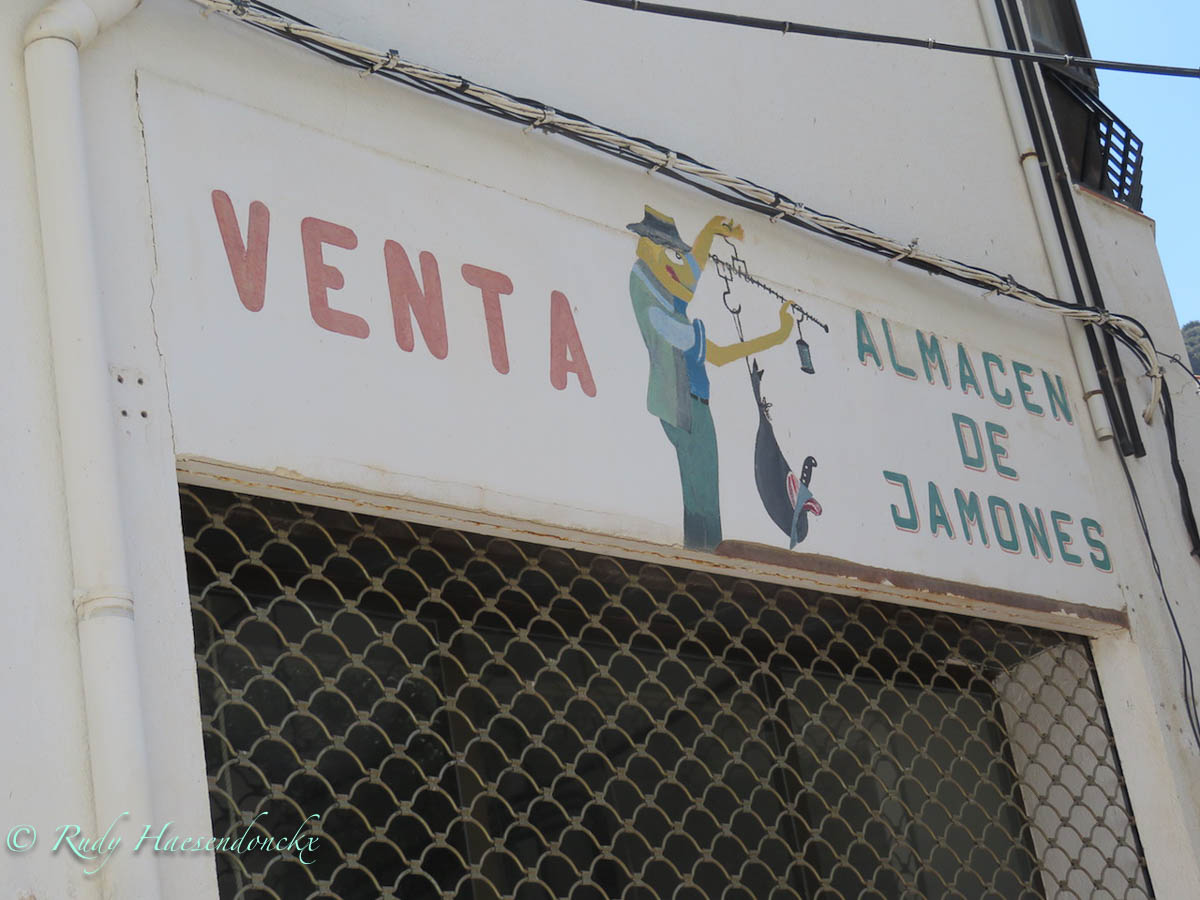 VENTA
ALMACEN
DE
JAMONES
© Rudy Haesendonckx